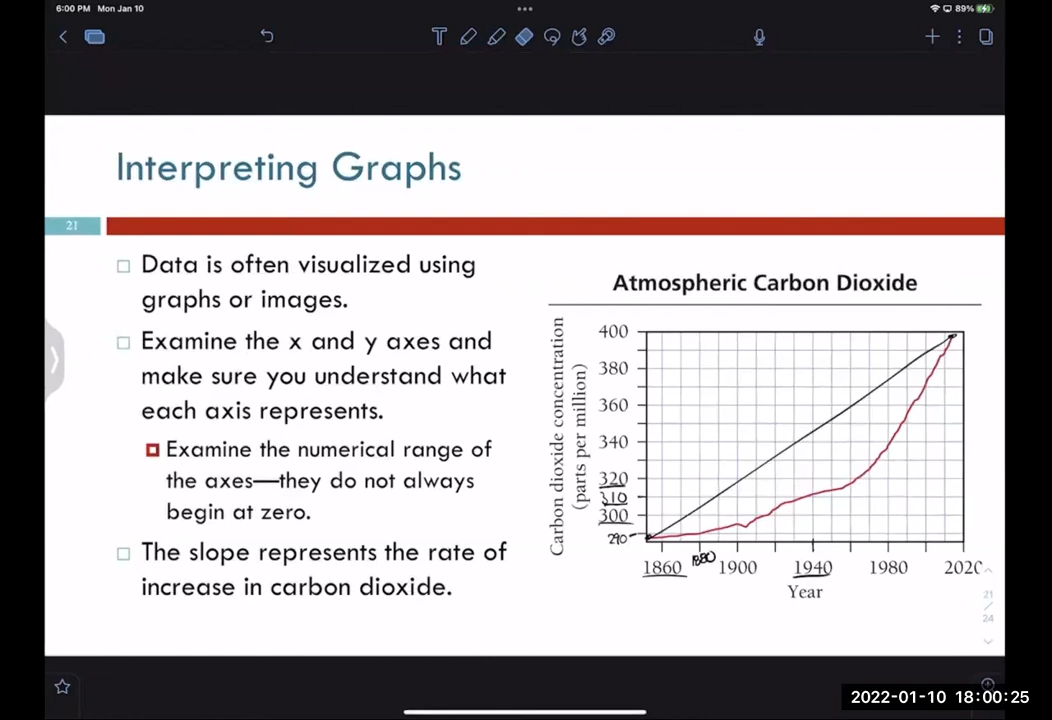 6:00 PM Mon Jan 10
89%
T
Interpreting Graphs
21
Data is often visualized using
graphs or images.
Examine the x and y axes and
make sure you understand what
each axis represents.
Examine the numerical range of
the axes—they do not always
begin at zero.
The slope represents the rate of
increase in carbon dioxide.
Atmospheric Carbon Dioxide
Carbon dioxide concentration
(parts per million)
400
380
360
340
320
310
300
290
1860 1880 1900 1940 1980 2020
Year
21
/
24
2022-01-10 18:00:25